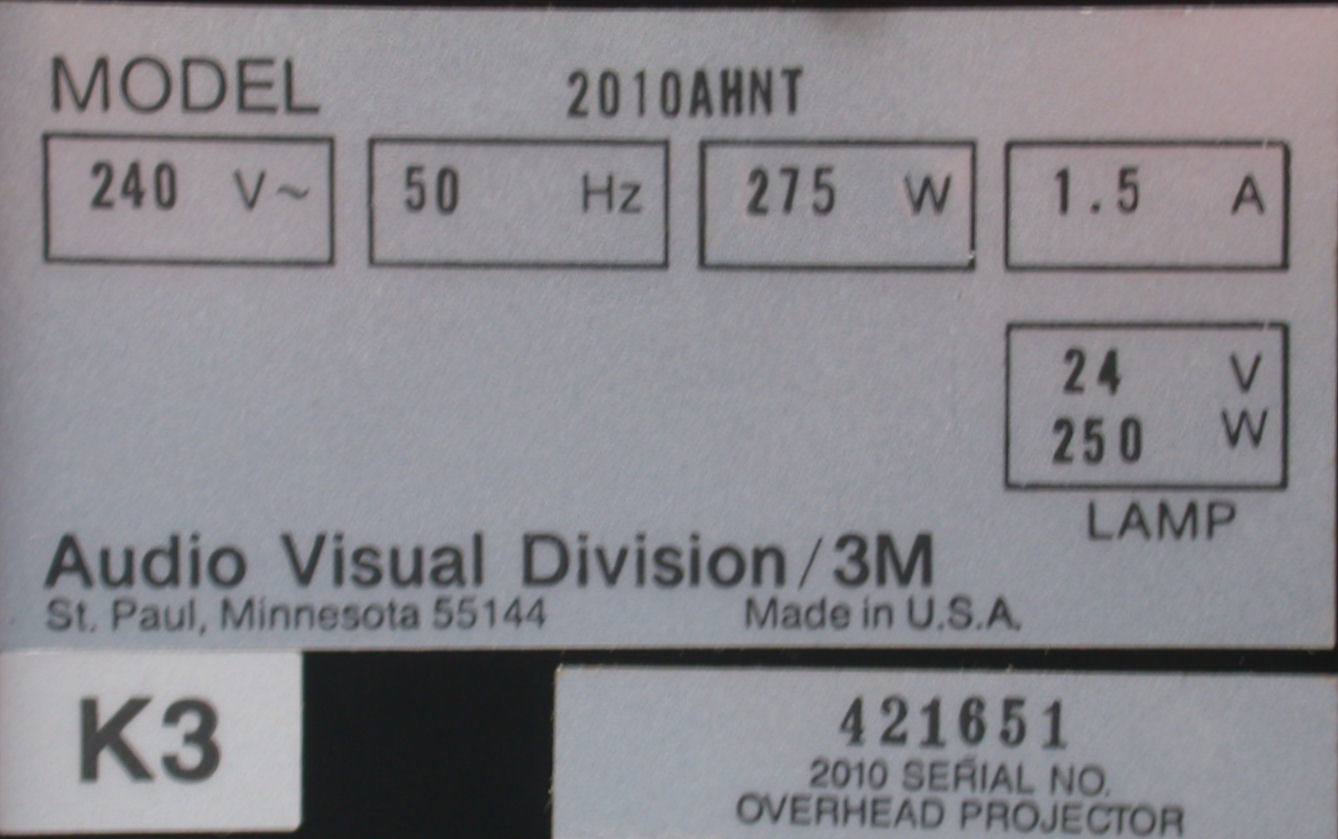 MODEL 2010AHNT
240 V~ 50 Hz 275 W 1.5 A
24 V
250 W
LAMP
Audio Visual Division/3M
St. Paul, Minnesota 55144 Made in U.S.A.
K3
421651
2010 SERIAL NO.
OVERHEAD PROJECTOR